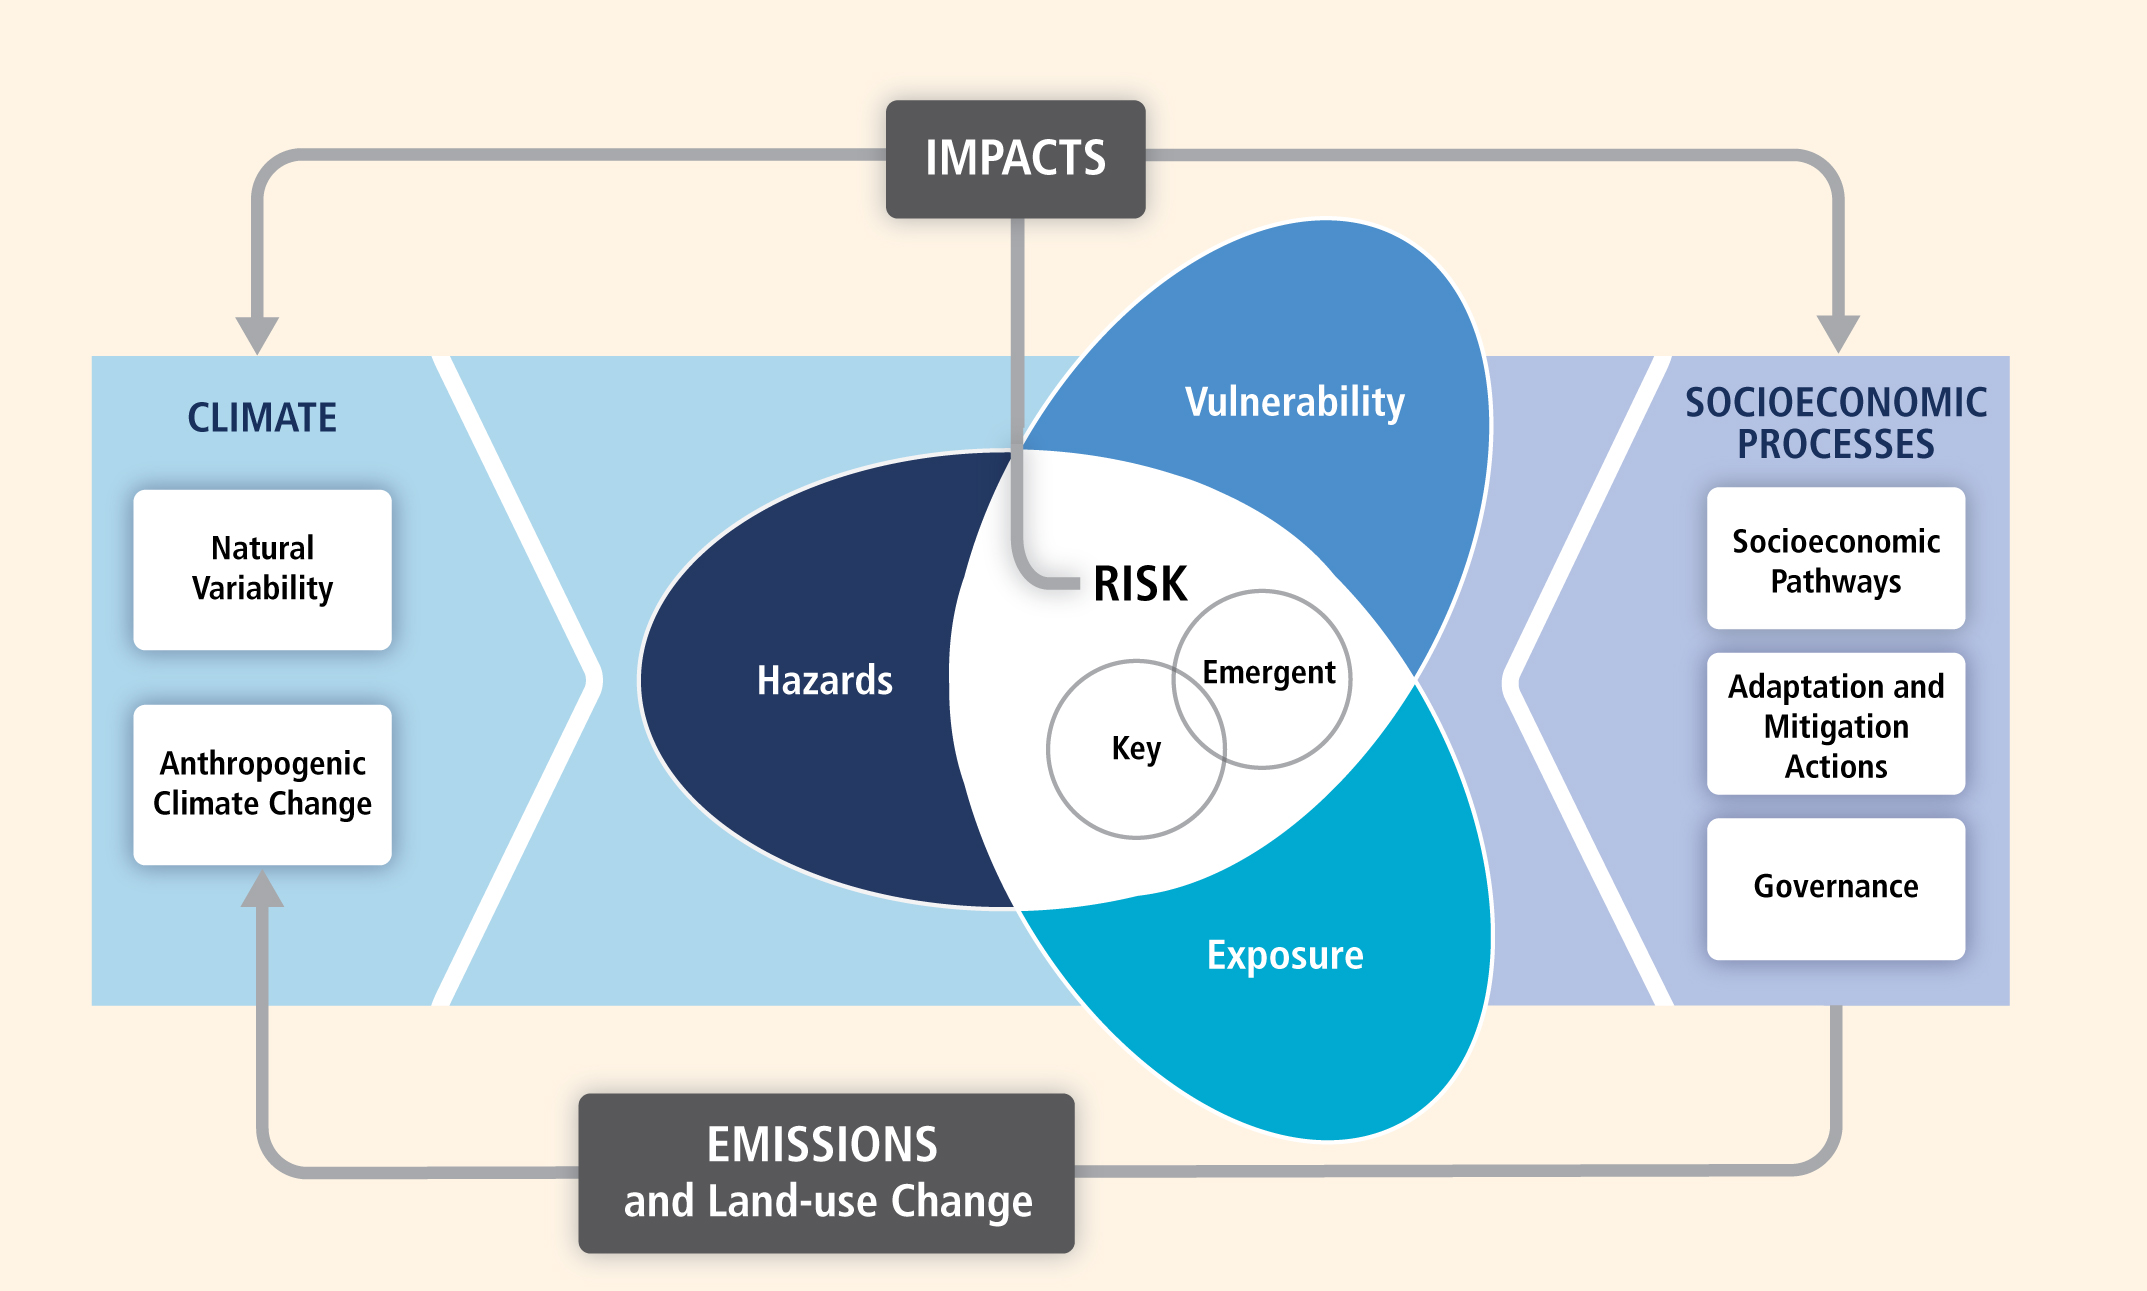 IMPACTS
CLIMATE
Natural
Variability
Anthropogenic
Climate Change
Vulnerability
Hazards
RISK
Emergent
Key
Exposure
SOCIOECONOMIC
PROCESSES
Socioeconomic
Pathways
Adaptation and
Mitigation
Actions
Governance
EMISSIONS
and Land-use Change